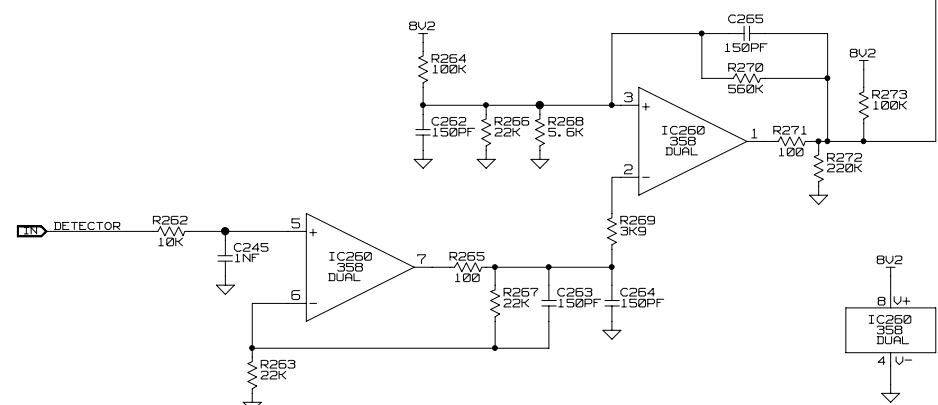 C265
150PF
8V2
R264
100K
R270
560K
8V2
R273
100K
C262
150PF
R266
22K
R268
5.6K
3
+
IC260
358
DUAL
1
R271
100
2
-
R272
220K
R269
3K9
IN
DETECTOR
R262
10K
C245
1NF
5
+
IC260
358
DUAL
7
R265
100
6
-
R267
22K
C263
150PF
C264
150PF
R263
22K
8V2
8 V+
IC260
358
DUAL
4 V-